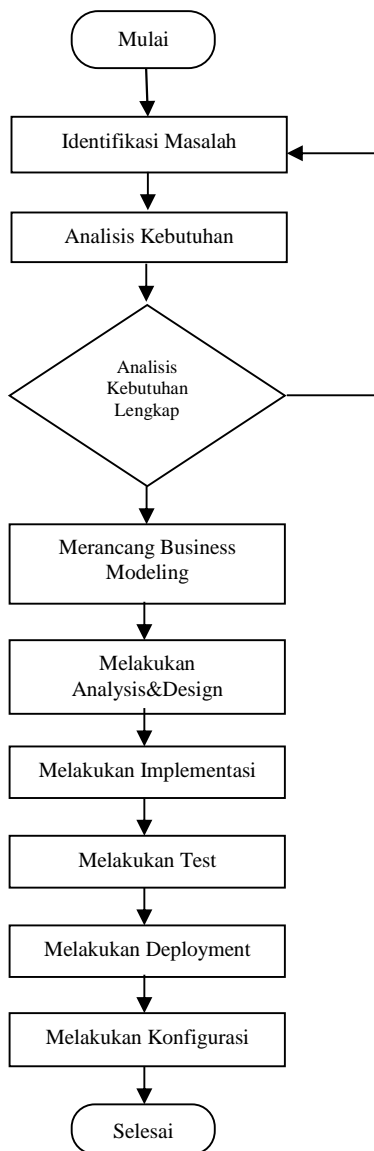 Mulai
Identifikasi Masalah
Analisis Kebutuhan
Analisis
Kebutuhan
Lengkap
Merancang Business
Modeling
Melakukan
Analysis&Design
Melakukan Implementasi
Melakukan Test
Melakukan Deployment
Melakukan Konfigurasi
Selesai